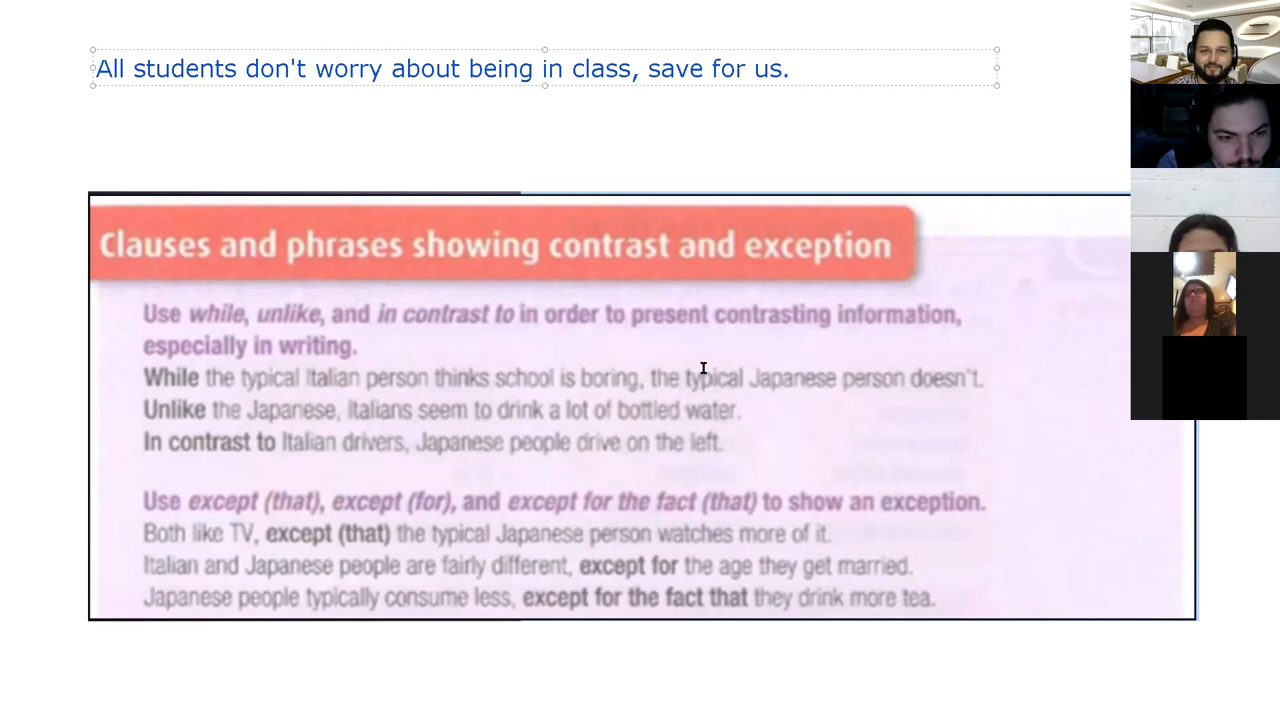 All students don't worry about being in class, save for us.
Clauses and phrases showing contrast and exception
Use while, unlike, and in contrast to in order to present contrasting information,
especially in writing.
While the typical Italian person thinks school is boring, the typical Japanese person doesn't.
Unlike the Japanese, Italians seem to drink a lot of bottled water.
In contrast to Italian drivers, Japanese people drive on the left.
Use except (that), except (for), and except for the fact (that) to show an exception.
Both like TV, except (that) the typical Japanese person watches more of it.
Italian and Japanese people are fairly different, except for the age they get married.
Japanese people typically consume less, except for the fact that they drink more tea.